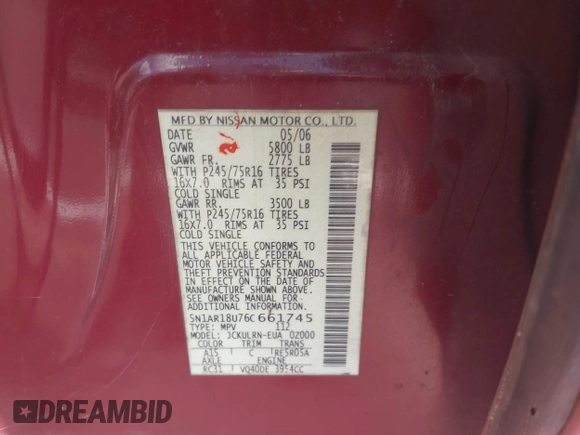 MFD BY NISSAN MOTOR CO., LTD.
DATE 05/06
GVWR 5800 LB
GAWR FR. 2775 LB
WITH P245/75R16 TIRES
16X7.0 RIMS AT 35 PSI
COLD SINGLE
GAWR RR. 3500 LB
WITH P245/75R16 TIRES
16X7.0 RIMS AT 35 PSI
COLD SINGLE
THIS VEHICLE CONFORMS TO
ALL APPLICABLE FEDERAL
MOTOR VEHICLE SAFETY AND
THEFT PREVENTION STANDARDS
IN EFFECT ON THE DATE OF
MANUFACTURE SHOWN ABOVE.
SEE OWNERS MANUAL FOR
ADDITIONAL INFORMATION
5N1AR18U76C661745
TYPE: MPV 112
MODEL: JCKULRN-EUA 02000
COLOR TRIM TRANS
A15 C RE5R05A
AXLE ENGINE
RC31 VQ40DE 3954CC
DREAMBID